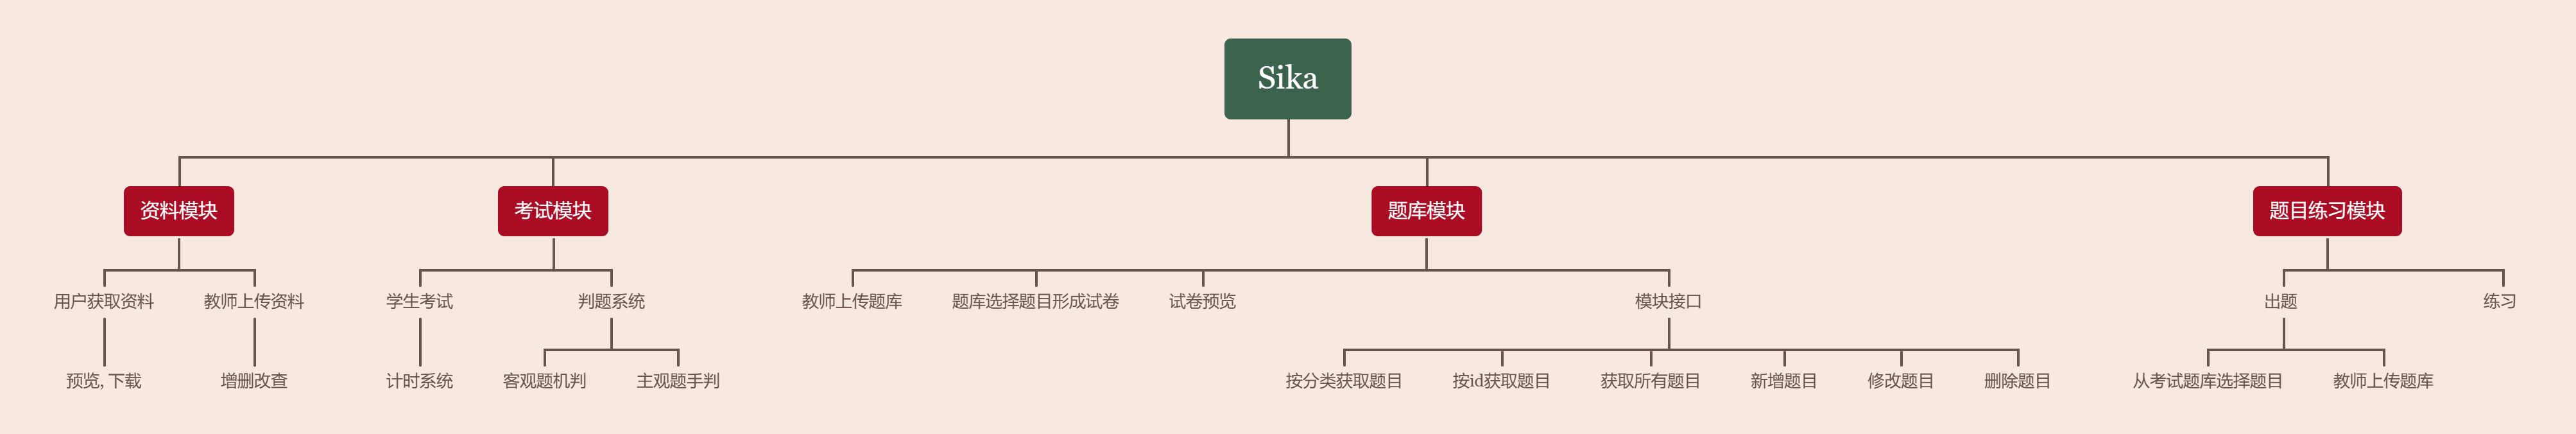 Sika
资料模块
考试模块
题库模块
题目练习模块
用户获取资料
教师上传资料
学生考试
判题系统
教师上传题库
题库选择题目形成试卷
试卷预览
模块接口
出题
练习
预览, 下载
增删改查
计时系统
客观题机判
主观题手判
按分类获取题目
按id获取题目
获取所有题目
新增题目
修改题目
删除题目
从考试题库选择题目
教师上传题库